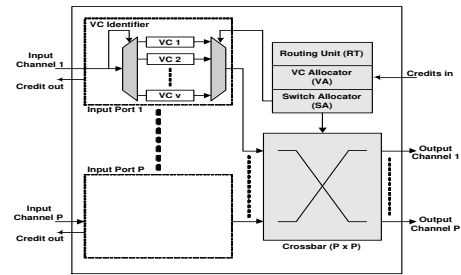 VC Identifier
Input
Channel 1
Credit out
VC 1
VC 2
VC v
Input Port 1
Routing Unit (RT)
VC Allocator
(VA)
Switch Allocator
(SA)
Credits in
Input Port P
Input
Channel P
Credit out
Output
Channel 1
Output
Channel P
Crossbar (P x P)